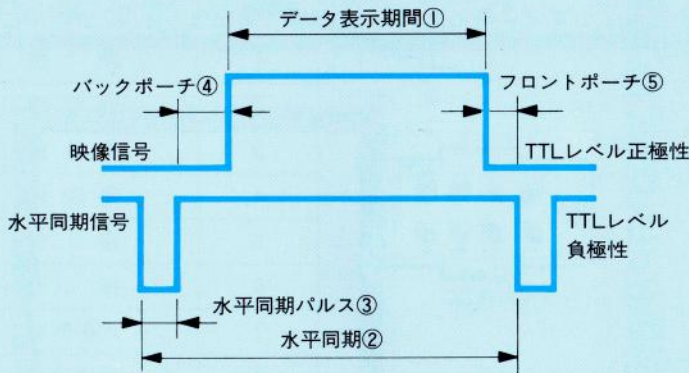 データ表示期間①
バックポーチ④
フロントポーチ⑤
映像信号
TTLレベル正極性
水平同期信号
TTLレベル
負極性
水平同期パルス③
水平同期②